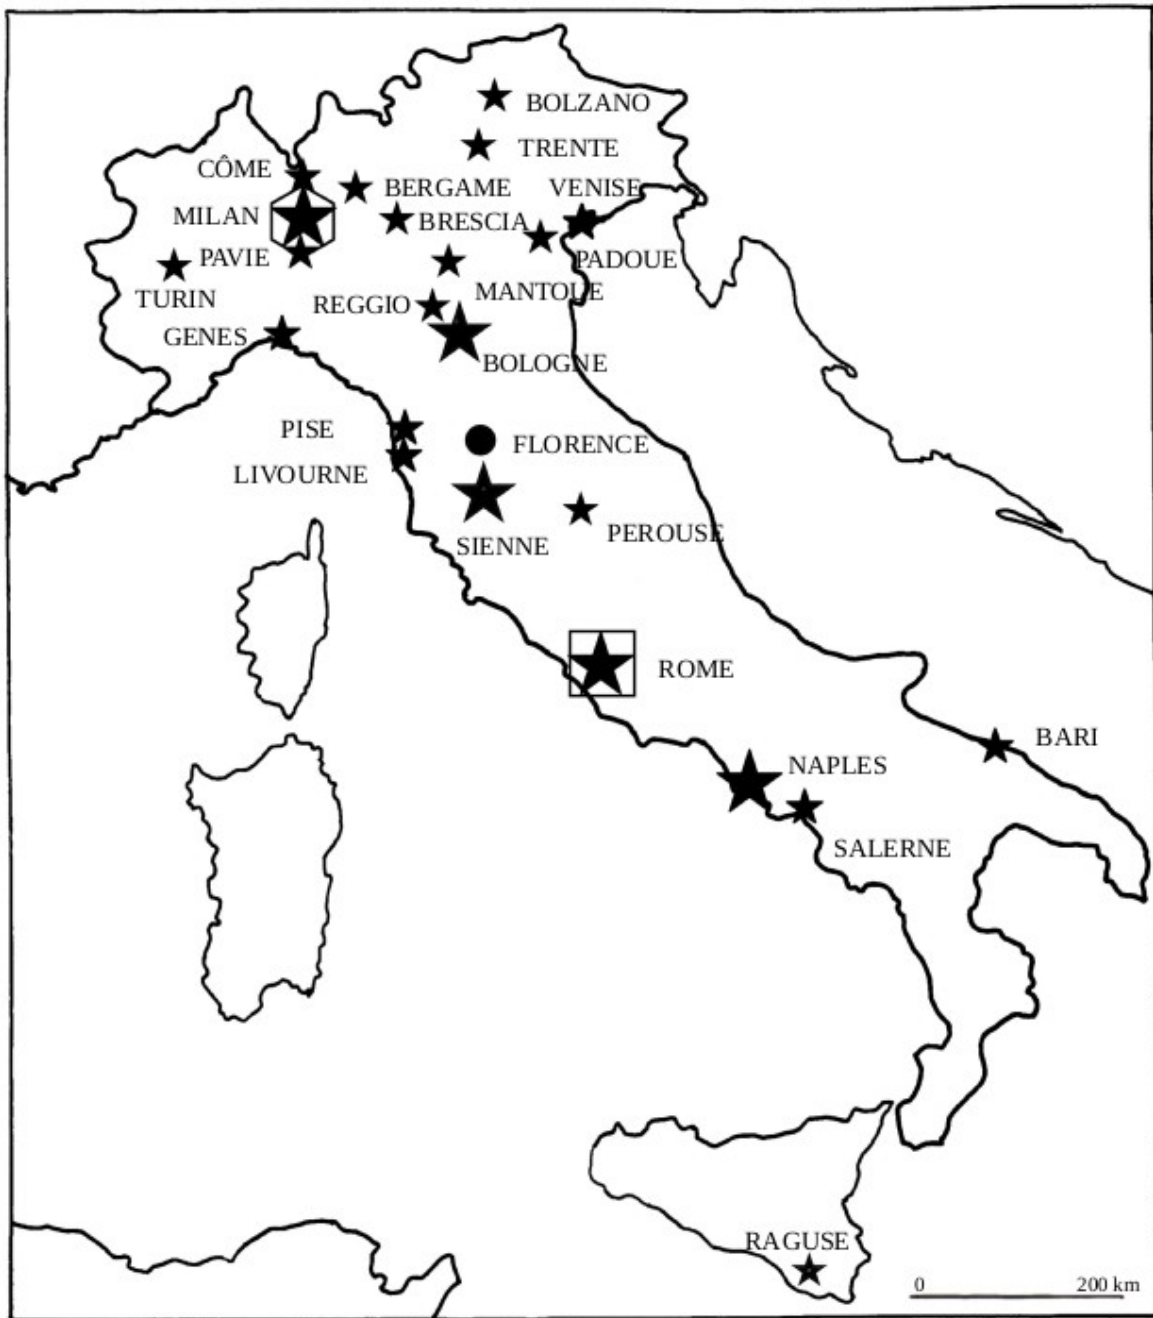 BOLZANO
TRENTE
CÔME
BERGAME
VENISE
MILAN
BRESCIA
PAVIE
PADOUE
TURIN
MANTOUE
REGGIO
GENES
BOLOGNE
PISE
FLORENCE
LIVOURNE
SIENNE
PEROUSE
ROME
BARI
NAPLES
SALERNE
RAGUSE
0 200 km